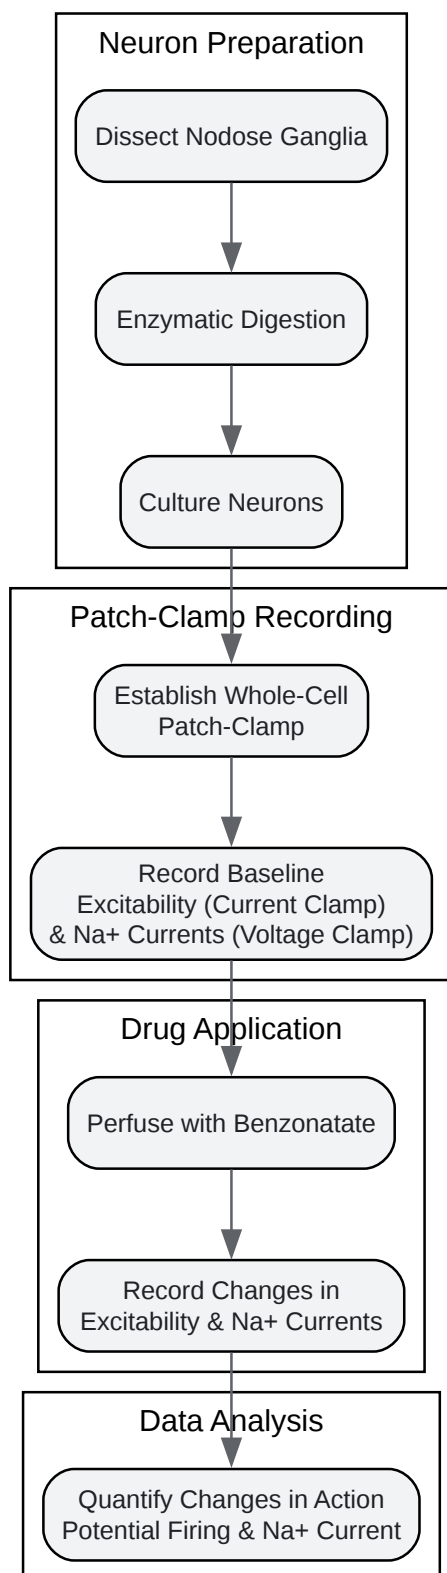 Neuron Preparation
Dissect Nodose Ganglia
Enzymatic Digestion
Culture Neurons
Patch-Clamp Recording
Establish Whole-Cell
Patch-Clamp
Record Baseline
Excitability (Current Clamp)
& Na+ Currents (Voltage Clamp)
Drug Application
Perfuse with Benzonatate
Record Changes in
Excitability & Na+ Currents
Data Analysis
Quantify Changes in Action
Potential Firing & Na+ Current